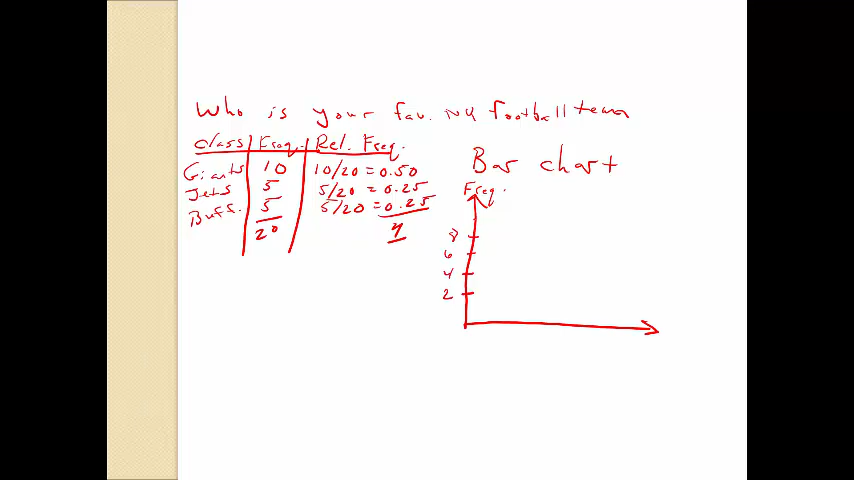 Who is your fav. NY football team
Class Freq. Rel. Freq.
Giants 10 10/20 = 0.50
Jets 5 5/20 = 0.25
Buff. 5 5/20 = 0.25
20
Bar chart
Freq.
8
6
4
2